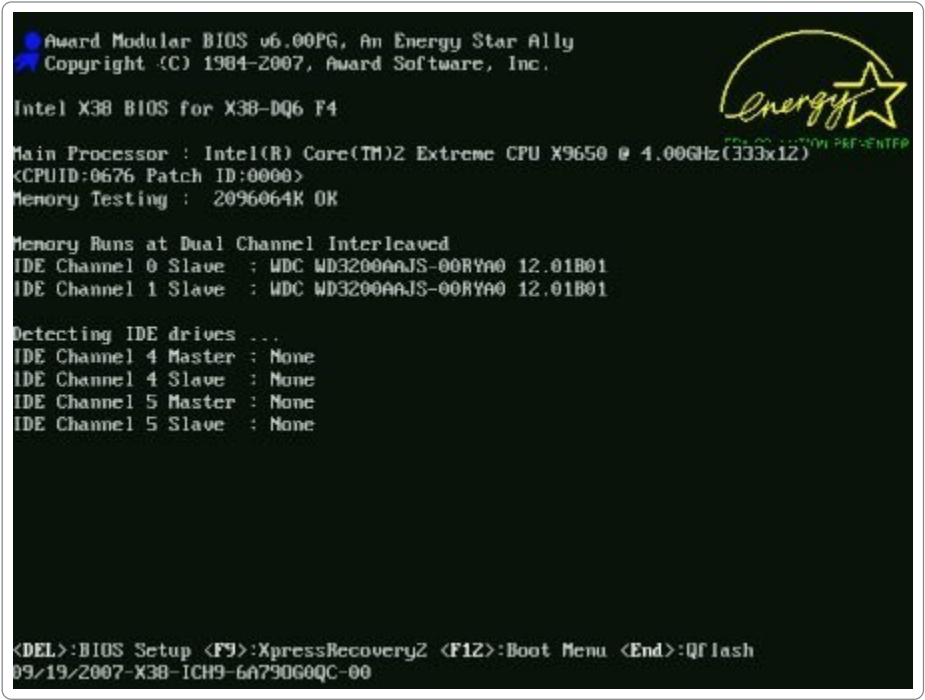 Award Modular BIOS v6.00PG, An Energy Star Ally
Copyright (C) 1984-2007, Award Software, Inc.
energy
Intel X38 BIOS for X38-DQ6 F4
Main Processor : Intel(R) Core(TM)2 Extreme CPU X9650 @ 4.00GHz(333x12)
<CPUID:0676 Patch ID:0000>
Memory Testing : 2096064K OK
Memory Runs at Dual Channel Interleaved
IDE Channel 0 Slave : WDC WD3200AAJS-00RYA0 12.01B01
IDE Channel 1 Slave : WDC WD3200AAJS-00RYA0 12.01B01
Detecting IDE drives ...
IDE Channel 4 Master : None
IDE Channel 4 Slave : None
IDE Channel 5 Master : None
IDE Channel 5 Slave : None
<DEL>:BIOS Setup <F9>:XpressRecovery2 <F12>:Boot Menu <End>:Qflash
09/19/2007-X38-ICH9-6A790G0QC-00